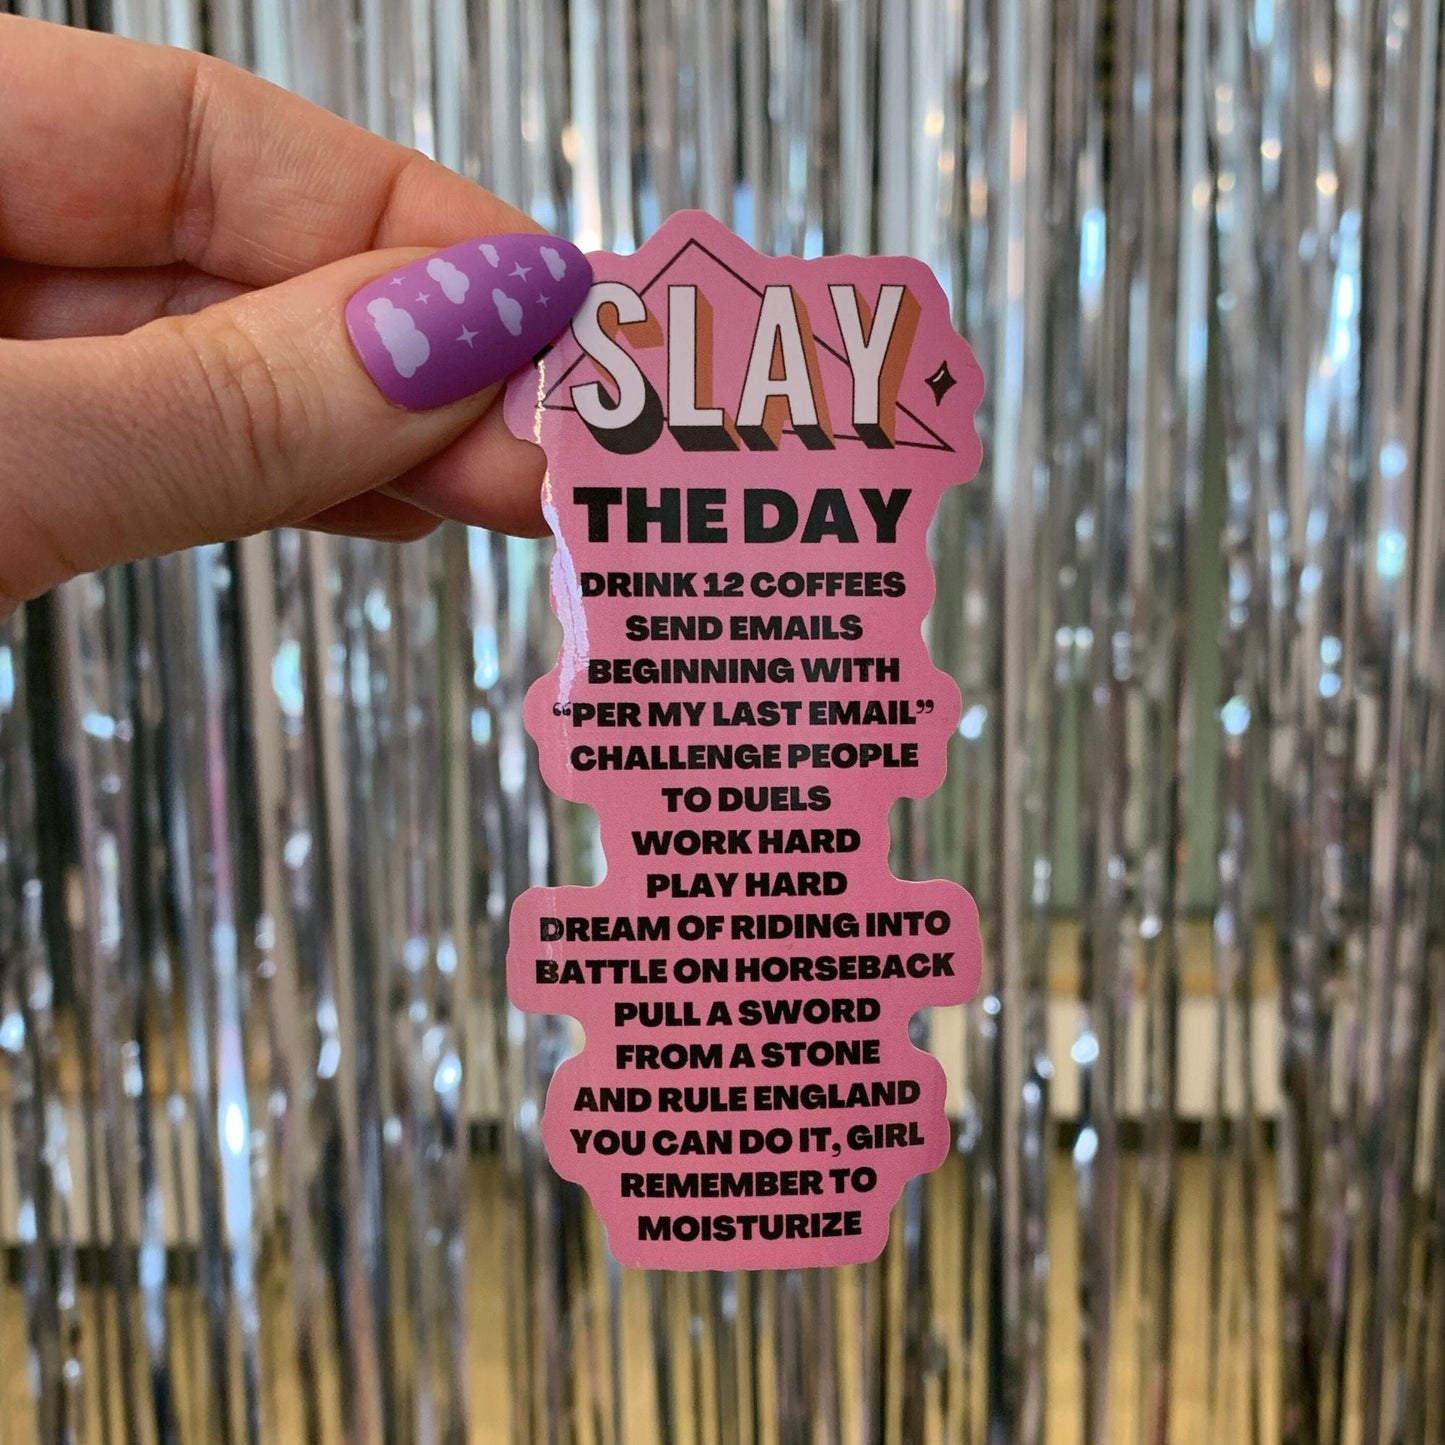 SLAY
THE DAY
DRINK 12 COFFEES
SEND EMAILS
BEGINNING WITH
“PER MY LAST EMAIL”
CHALLENGE PEOPLE
TO DUELS
WORK HARD
PLAY HARD
DREAM OF RIDING INTO
BATTLE ON HORSEBACK
PULL A SWORD
FROM A STONE
AND RULE ENGLAND
YOU CAN DO IT, GIRL
REMEMBER TO
MOISTURIZE